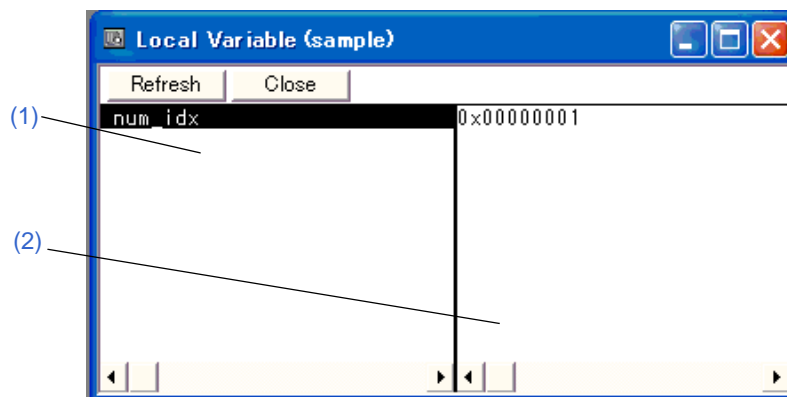 Local Variable (sample)
Refresh Close
(1)
num_idx 0x00000001
(2)